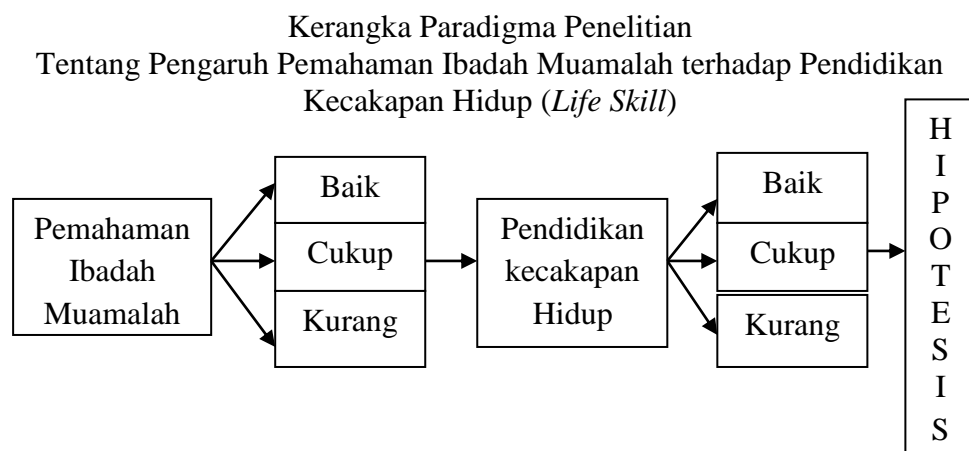 Kerangka Paradigma Penelitian
Tentang Pengaruh Pemahaman Ibadah Muamalah terhadap Pendidikan
Kecakapan Hidup (Life Skill)
Pemahaman
Ibadah
Muamalah
Baik
Cukup
Kurang
Pendidikan
kecakapan
Hidup
Baik
Cukup
Kurang
H
I
P
O
T
E
S
I
S